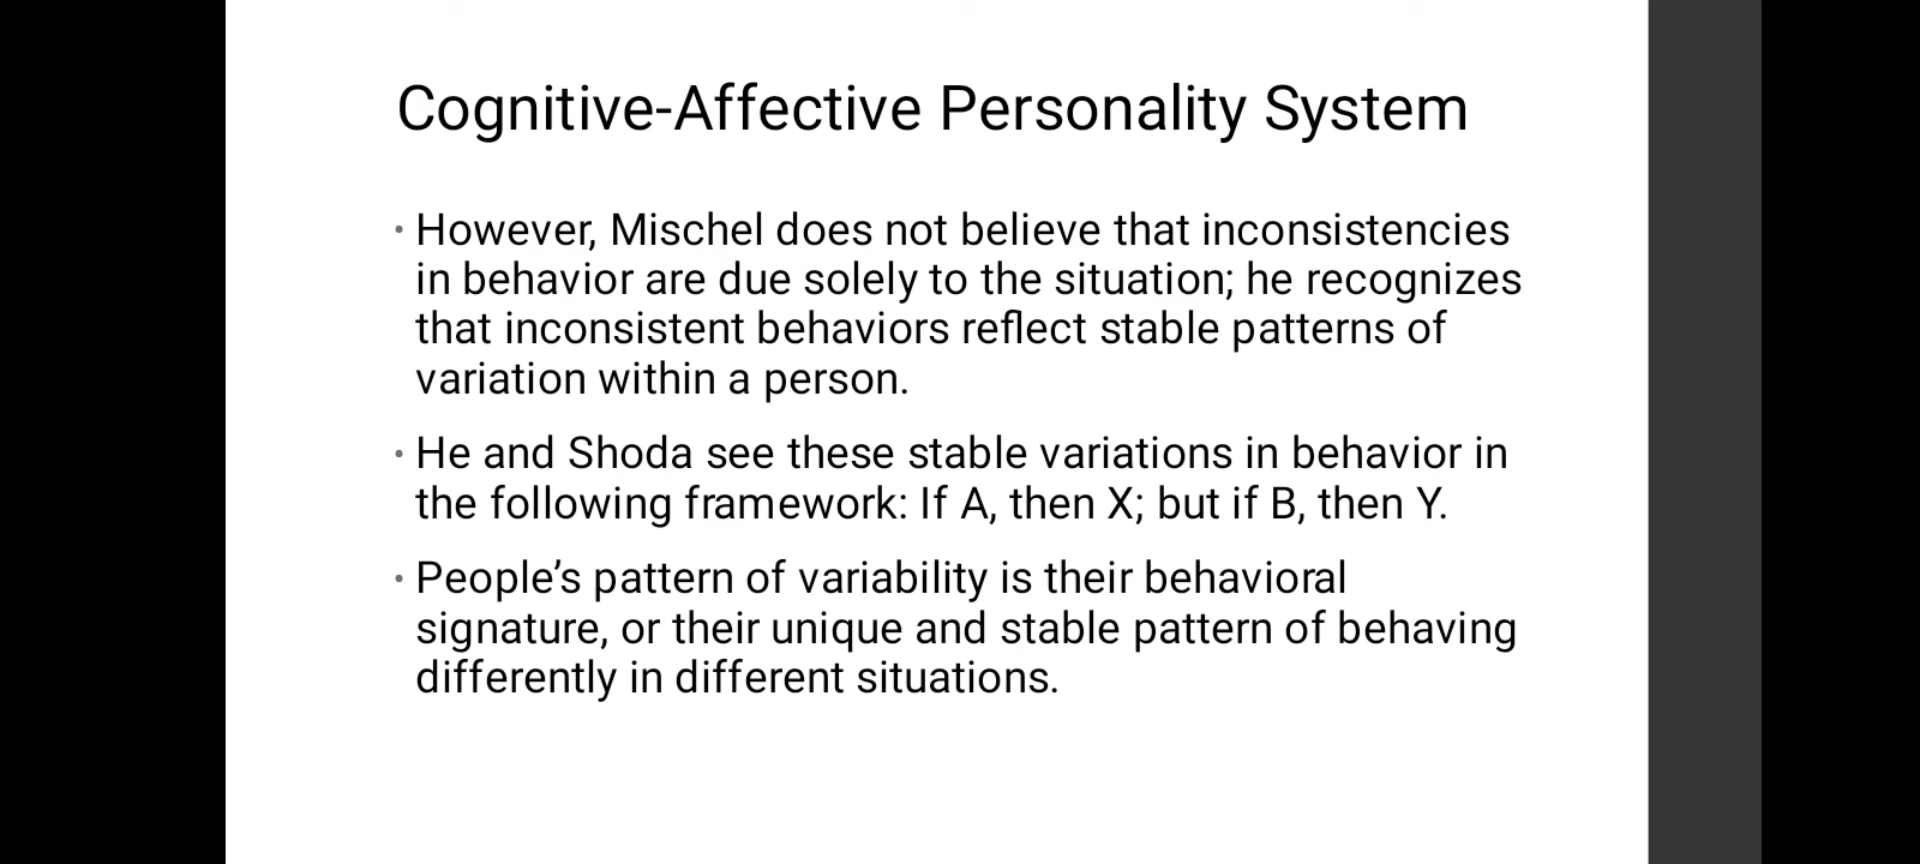 Cognitive-Affective Personality System
• However, Mischel does not believe that inconsistencies
in behavior are due solely to the situation; he recognizes
that inconsistent behaviors reflect stable patterns of
variation within a person.
• He and Shoda see these stable variations in behavior in
the following framework: If A, then X; but if B, then Y.
• People’s pattern of variability is their behavioral
signature, or their unique and stable pattern of behaving
differently in different situations.